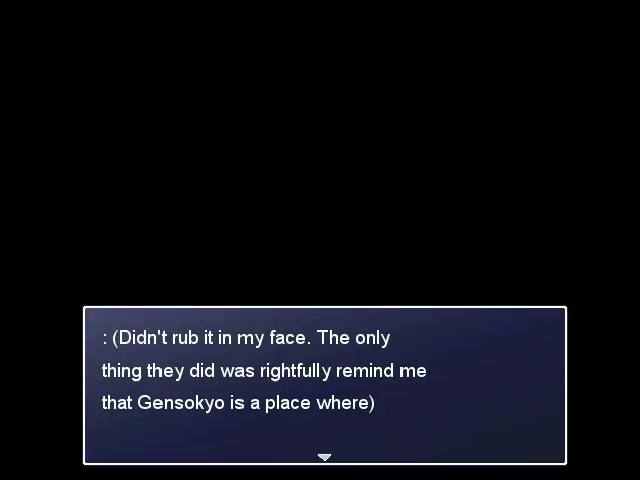 : (Didn't rub it in my face. The only
thing they did was rightfully remind me
that Gensokyo is a place where)